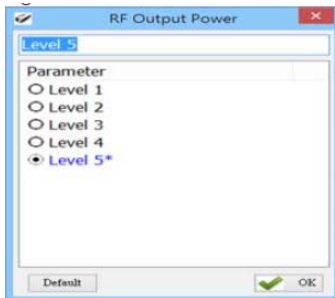 RF Output Power
Level 5
Parameter
Level 1
Level 2
Level 3
Level 4
Level 5*
Default
OK